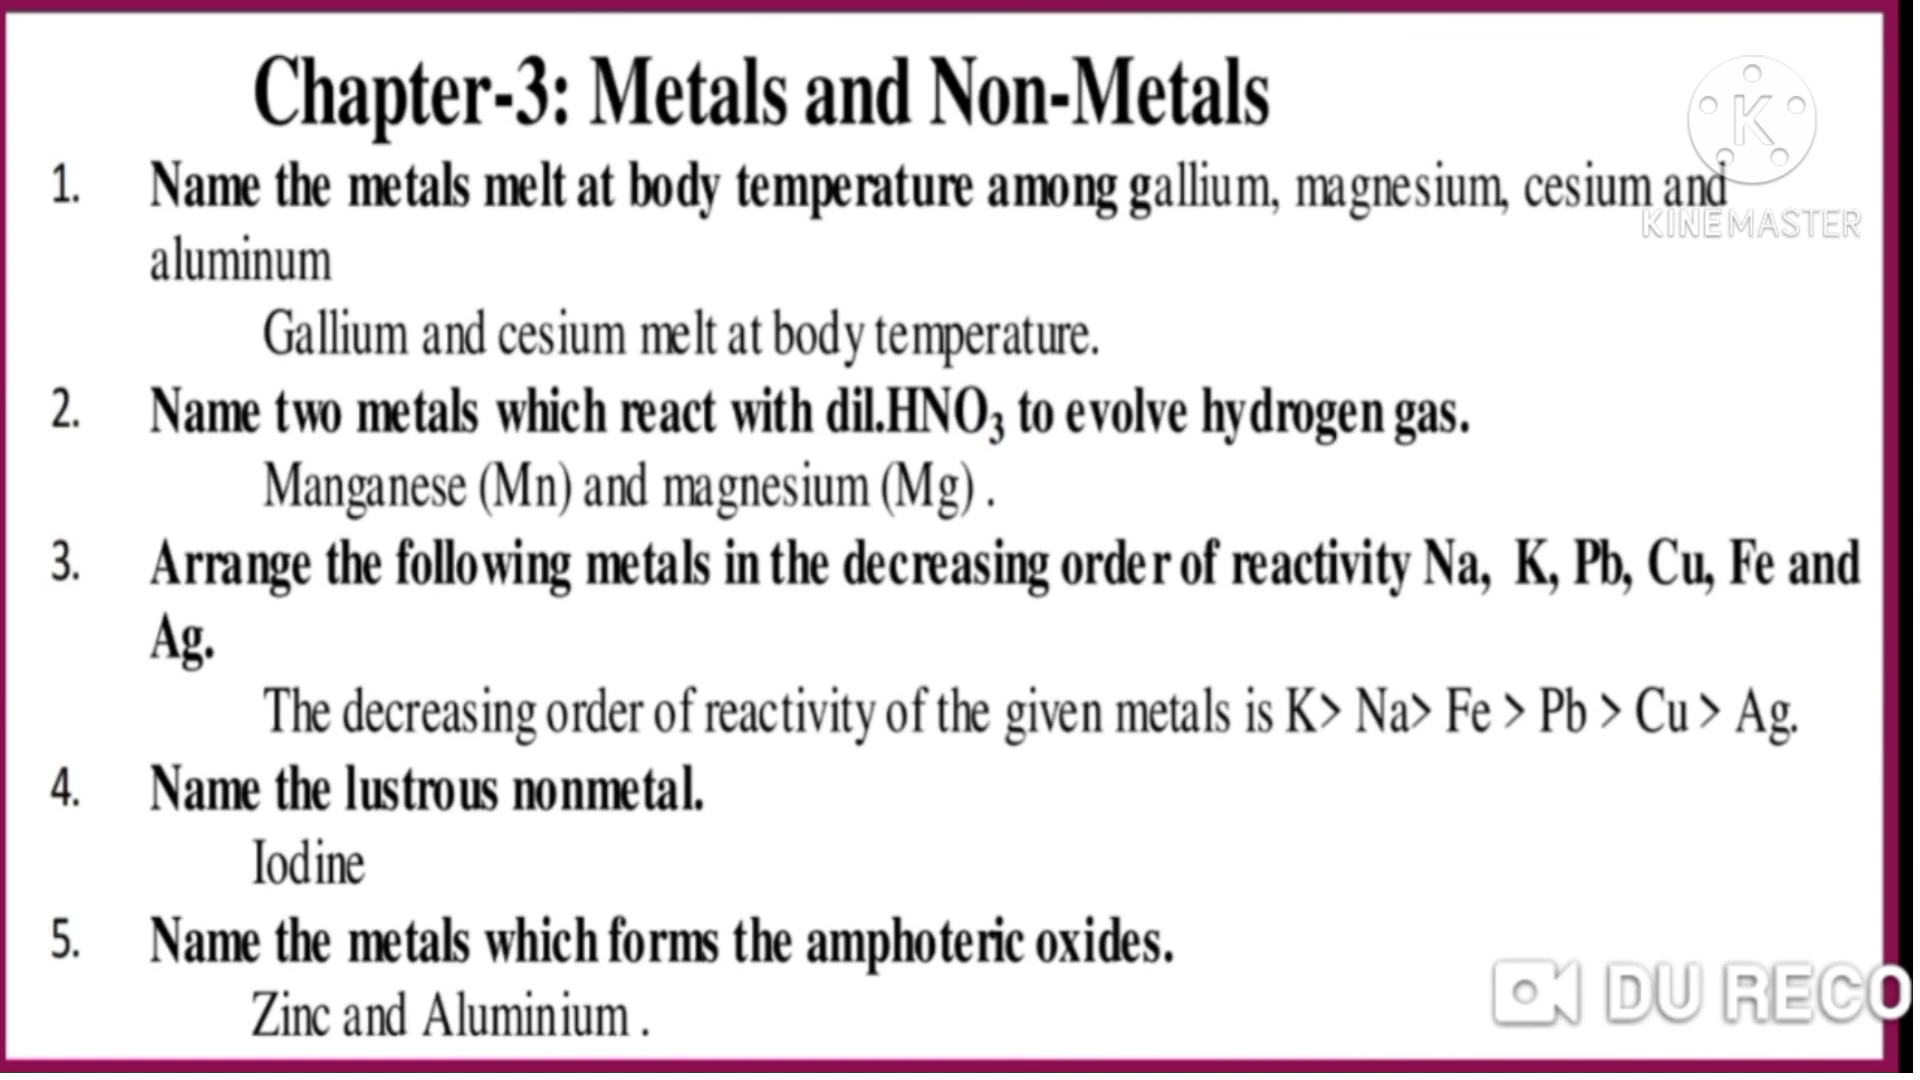 Chapter-3: Metals and Non-Metals
K
KINEMASTER
1. Name the metals melt at body temperature among gallium, magnesium, cesium and
aluminum
Gallium and cesium melt at body temperature.
2. Name two metals which react with dil.HNO₃ to evolve hydrogen gas.
Manganese (Mn) and magnesium (Mg) .
3. Arrange the following metals in the decreasing order of reactivity Na, K, Pb, Cu, Fe and
Ag.
The decreasing order of reactivity of the given metals is K> Na> Fe > Pb > Cu > Ag.
4. Name the lustrous nonmetal.
Iodine
5. Name the metals which forms the amphoteric oxides.
Zinc and Aluminium .
DU RECO